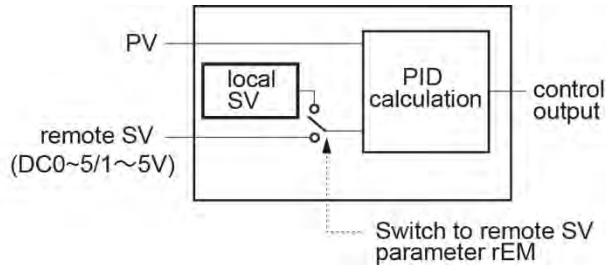 PV
local
SV
PID
calculation
control
output
remote SV
(DC0~5/1～5V)
Switch to remote SV
parameter rEM